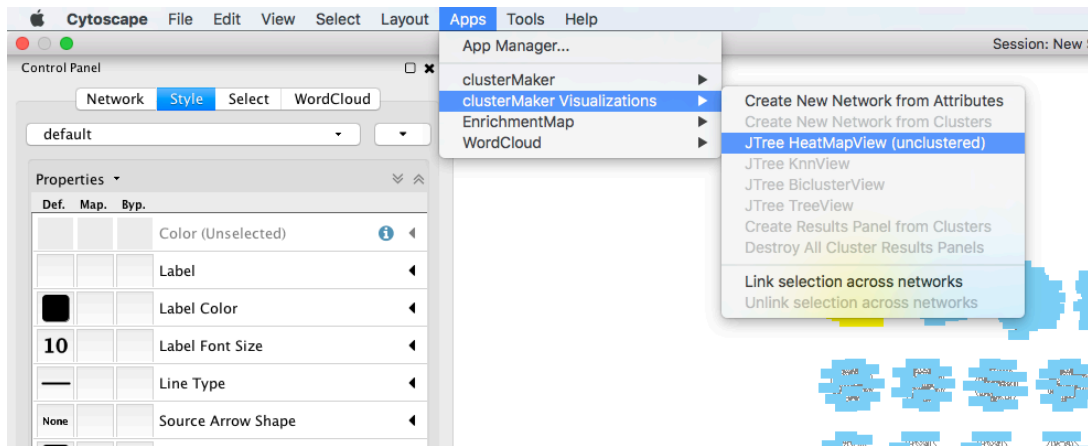 Cytoscape File Edit View Select Layout Apps Tools Help
Session: New
Control Panel
Network Style Select WordCloud
default
Properties
Def. Map. Byp.
Color (Unselected)
Label
Label Color
10 Label Font Size
Line Type
None Source Arrow Shape
App Manager...
clusterMaker
clusterMaker Visualizations
EnrichmentMap
WordCloud
Create New Network from Attributes
Create New Network from Clusters
JTree HeatMapView (unclustered)
JTree KnnView
JTree BiclusterView
JTree TreeView
Create Results Panel from Clusters
Destroy All Cluster Results Panels
Link selection across networks
Unlink selection across networks